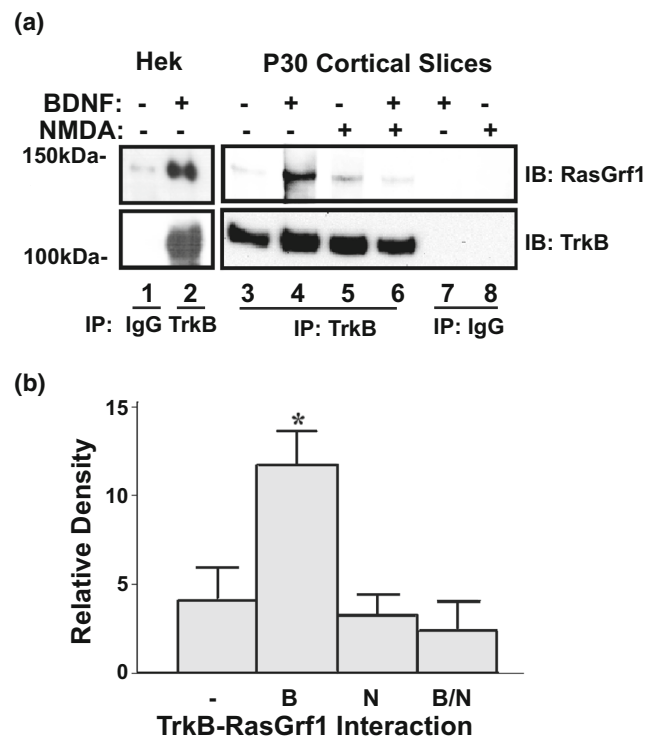 (a)
Hek P30 Cortical Slices
BDNF: - + - + - + + -
NMDA: - - - - + + - +
150kDa-
IB: RasGrf1
IB: TrkB
100kDa-
1 2 3 4 5 6 7 8
IP: IgG TrkB IP: TrkB IP: IgG
(b)
15
*
10
5
0
Relative Density
- B N B/N
TrkB-RasGrf1 Interaction